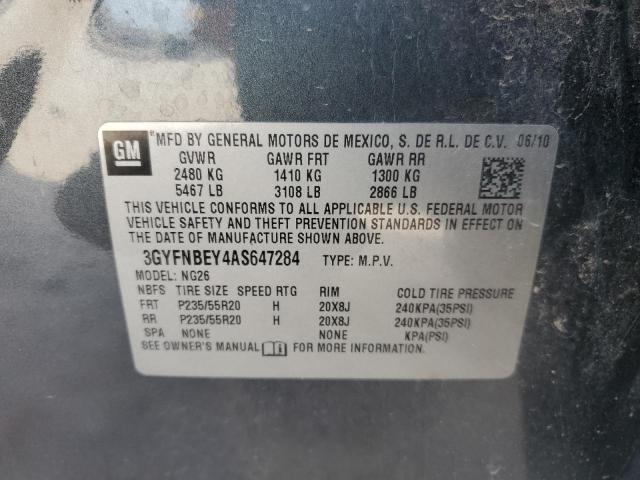 GM
*MFD BY GENERAL MOTORS DE MEXICO, S. DE R.L. DE C.V. 06/10
GVWR GAWR FRT GAWR RR
2480 KG 1410 KG 1300 KG
5467 LB 3108 LB 2866 LB
THIS VEHICLE CONFORMS TO ALL APPLICABLE U.S. FEDERAL MOTOR
VEHICLE SAFETY AND THEFT PREVENTION STANDARDS IN EFFECT ON
THE DATE OF MANUFACTURE SHOWN ABOVE.
3GYFNBEY4AS647284 TYPE: M.P.V.
MODEL: NG26
NBFS TIRE SIZE SPEED RTG RIM COLD TIRE PRESSURE
FRT P235/55R20 H 20X8J 240KPA(35PSI)
RR P235/55R20 H 20X8J 240KPA(35PSI)
SPA NONE NONE KPA(PSI)
SEE OWNER'S MANUAL FOR MORE INFORMATION.